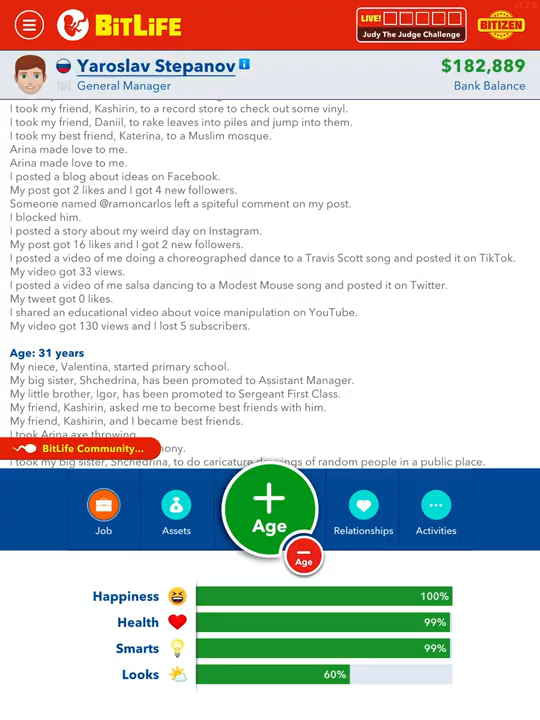 v3.2.6
BitLife
LIVE!
Judy The Judge Challenge
BITIZEN
Yaroslav Stepanov i
$182,889
General Manager
Bank Balance
I took my friend, Kashirin, to a record store to check out some vinyl.
I took my friend, Daniil, to rake leaves into piles and jump into them.
I took my best friend, Katerina, to a Muslim mosque.
Arina made love to me.
Arina made love to me.
I posted a blog about ideas on Facebook.
My post got 2 likes and I got 4 new followers.
Someone named @ramoncarlos left a spiteful comment on my post.
I blocked him.
I posted a story about my weird day on Instagram.
My post got 16 likes and I got 2 new followers.
I posted a video of me doing a choreographed dance to a Travis Scott song and posted it on TikTok.
My video got 33 views.
I posted a video of me salsa dancing to a Modest Mouse song and posted it on Twitter.
My tweet got 0 likes.
I shared an educational video about voice manipulation on YouTube.
My video got 130 views and I lost 5 subscribers.
Age: 31 years
My niece, Valentina, started primary school.
My big sister, Shchedrina, has been promoted to Assistant Manager.
My little brother, Igor, has been promoted to Sergeant First Class.
My friend, Kashirin, asked me to become best friends with him.
My friend, Kashirin, and I became best friends.
I took Arina axe throwing.
BitLife Community...
mony.
I took my big sister, Shchedrina, to do caricature drawings of random people in a public place.
Job
Assets
Age
Relationships
Activities
Age
Happiness 100%
Health 99%
Smarts 99%
Looks 60%